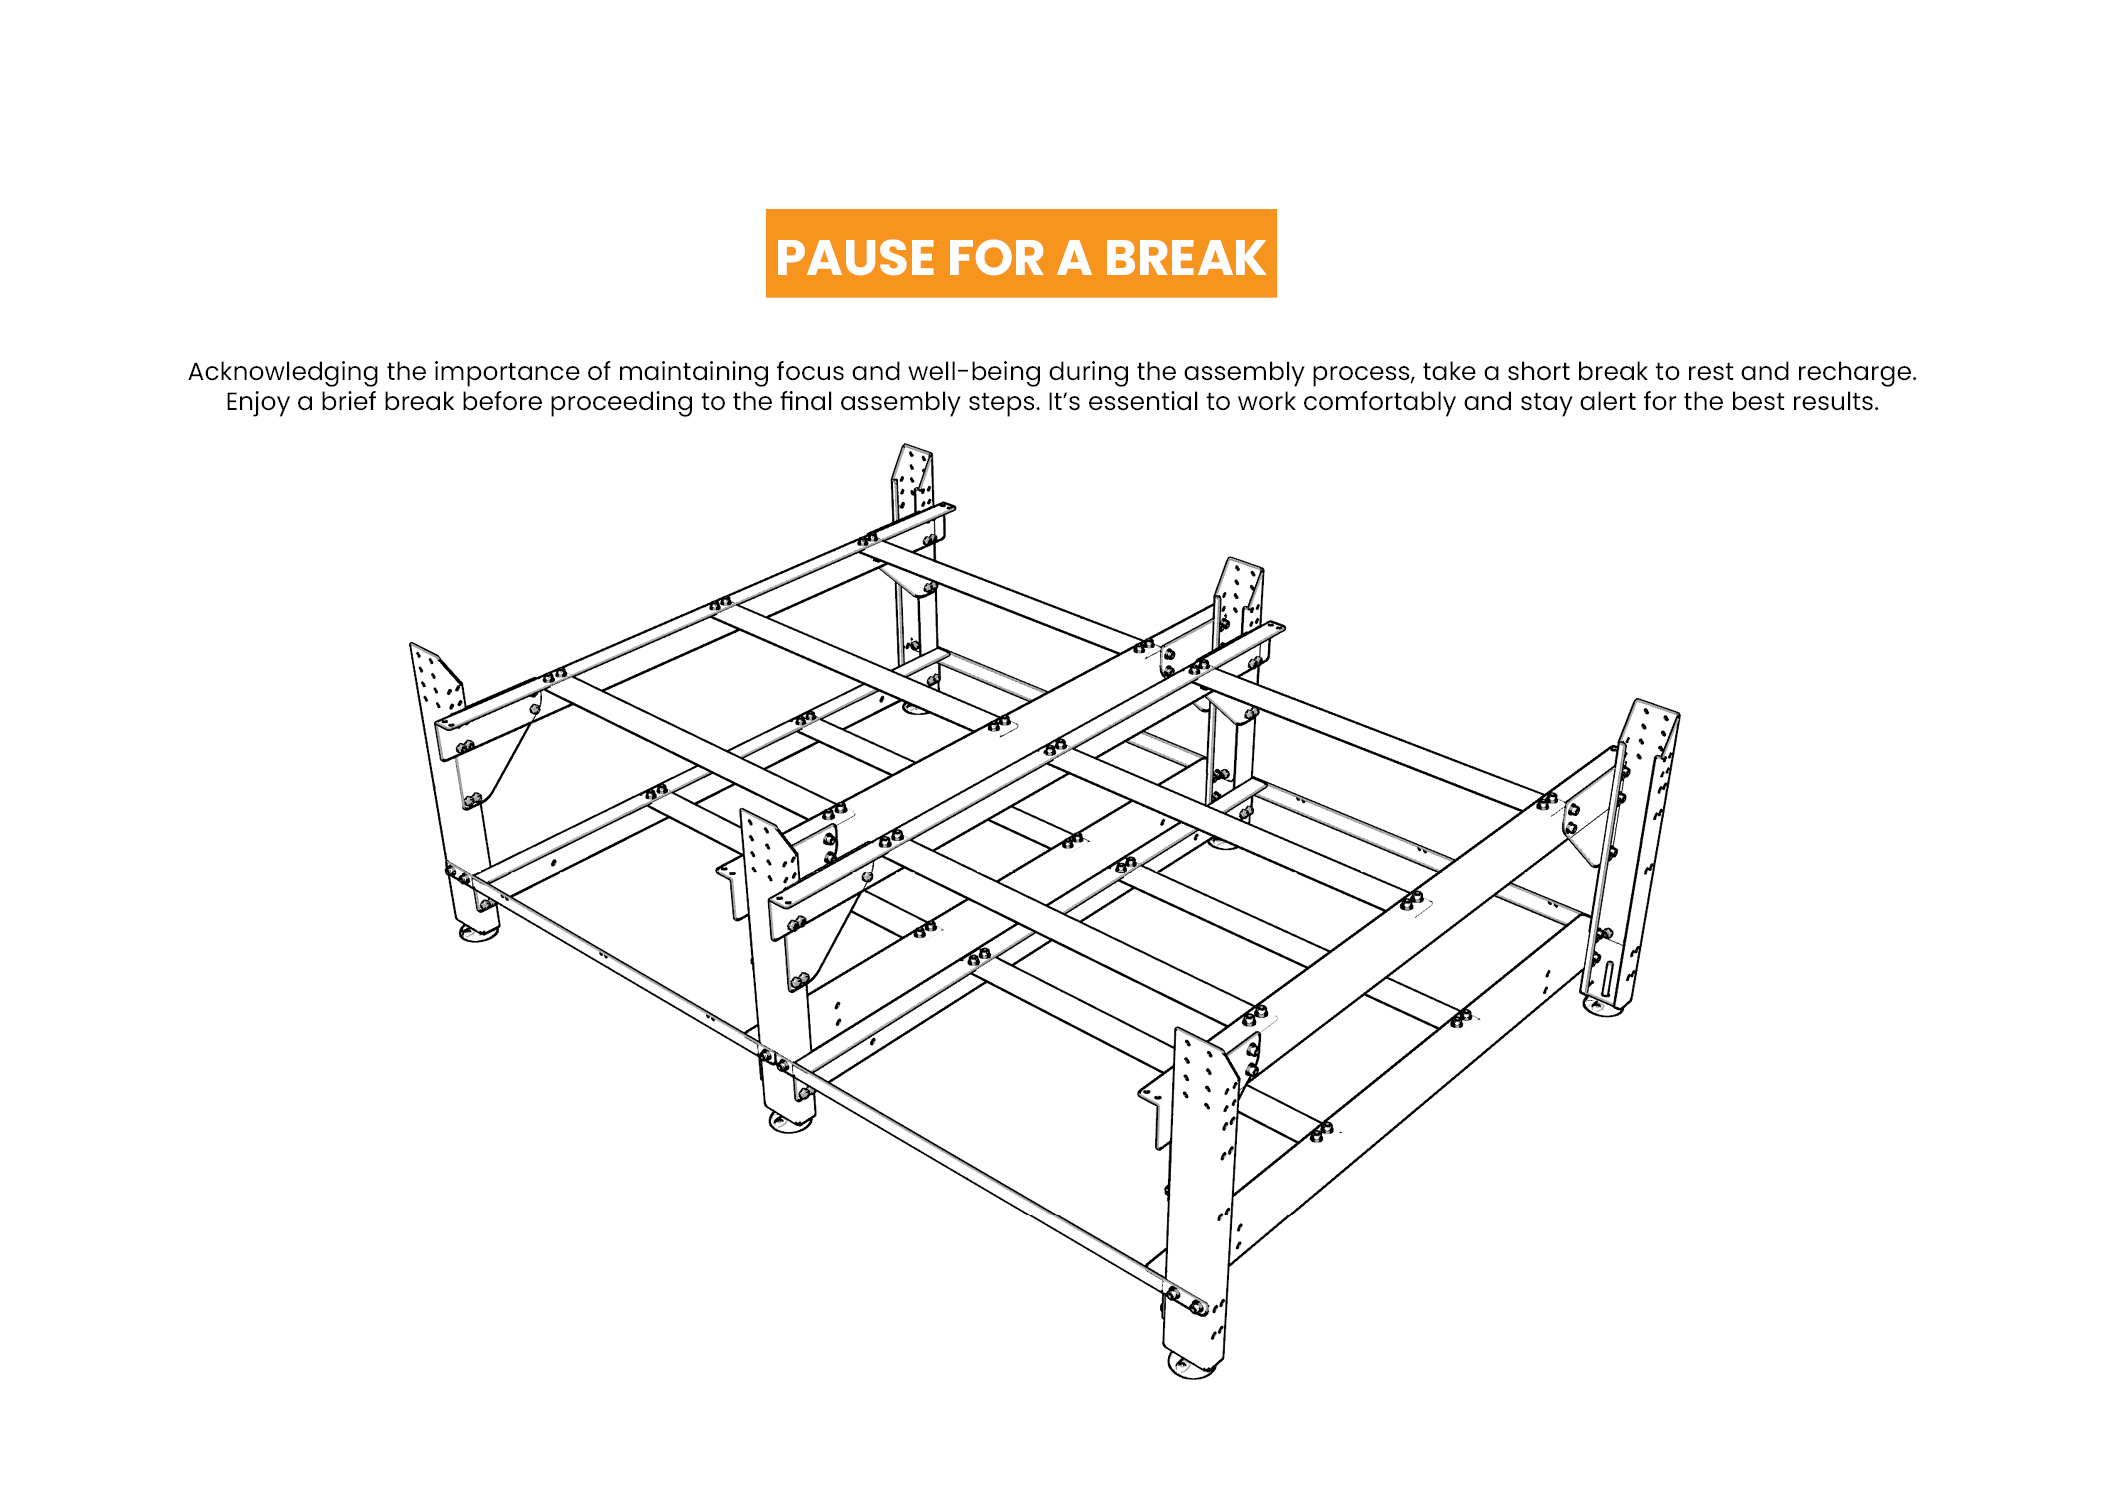 PAUSE FOR A BREAK
Acknowledging the importance of maintaining focus and well-being during the assembly process, take a short break to rest and recharge.
Enjoy a brief break before proceeding to the final assembly steps. It’s essential to work comfortably and stay alert for the best results.